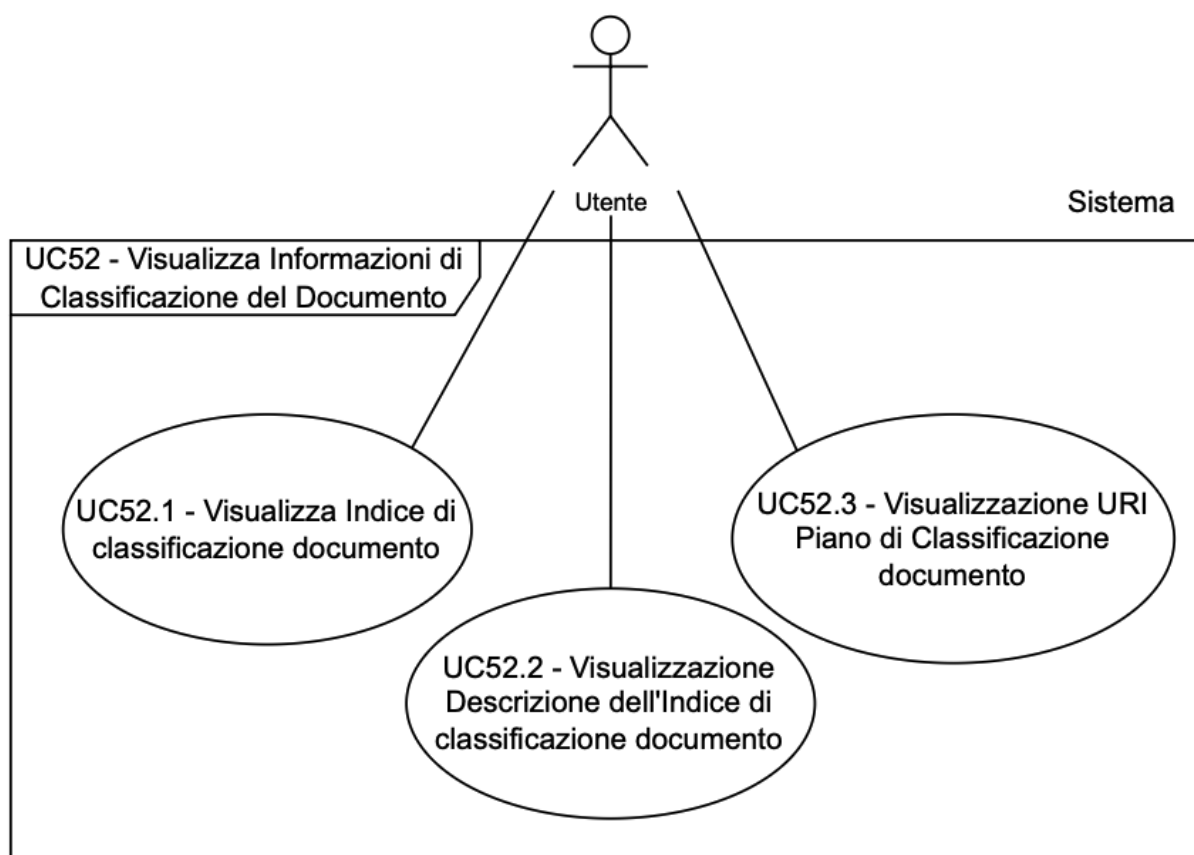 Utente
Sistema
UC52 - Visualizza Informazioni di
Classificazione del Documento
UC52.1 - Visualizza Indice di
classificazione documento
UC52.3 - Visualizzazione URI
Piano di Classificazione
documento
UC52.2 - Visualizzazione
Descrizione dell'Indice di
classificazione documento